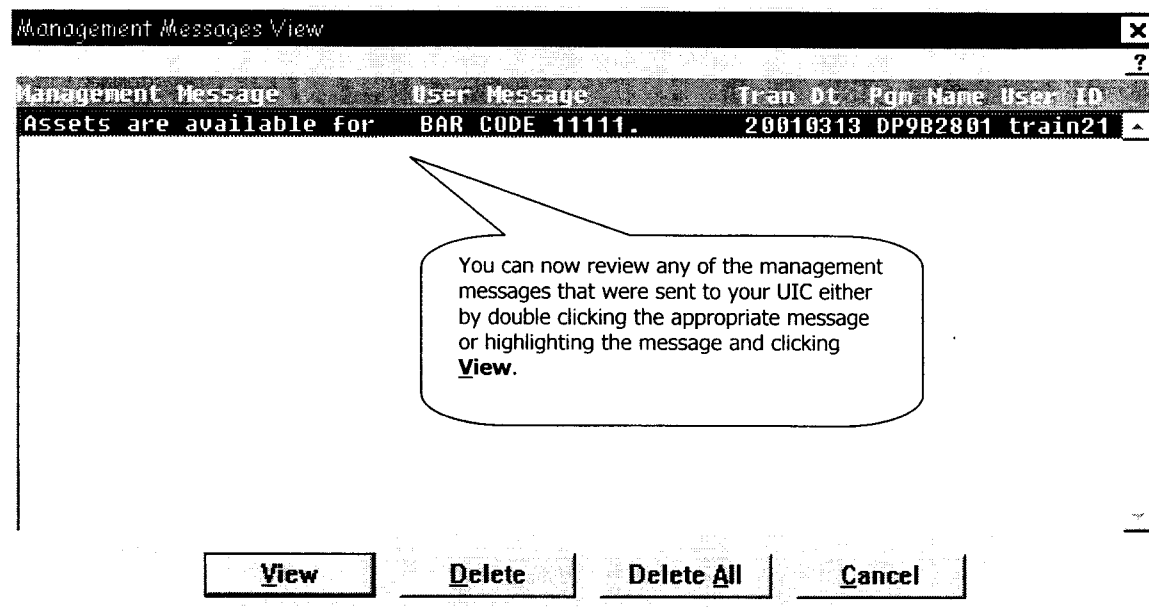 Management Messages View
?
Management Message User Message Tran Dt Pgm Name User ID
Assets are available for BAR CODE 11111. 20010313 DP9B2801 train21
You can now review any of the management
messages that were sent to your UIC either
by double clicking the appropriate message
or highlighting the message and clicking
View.
View Delete Delete All Cancel